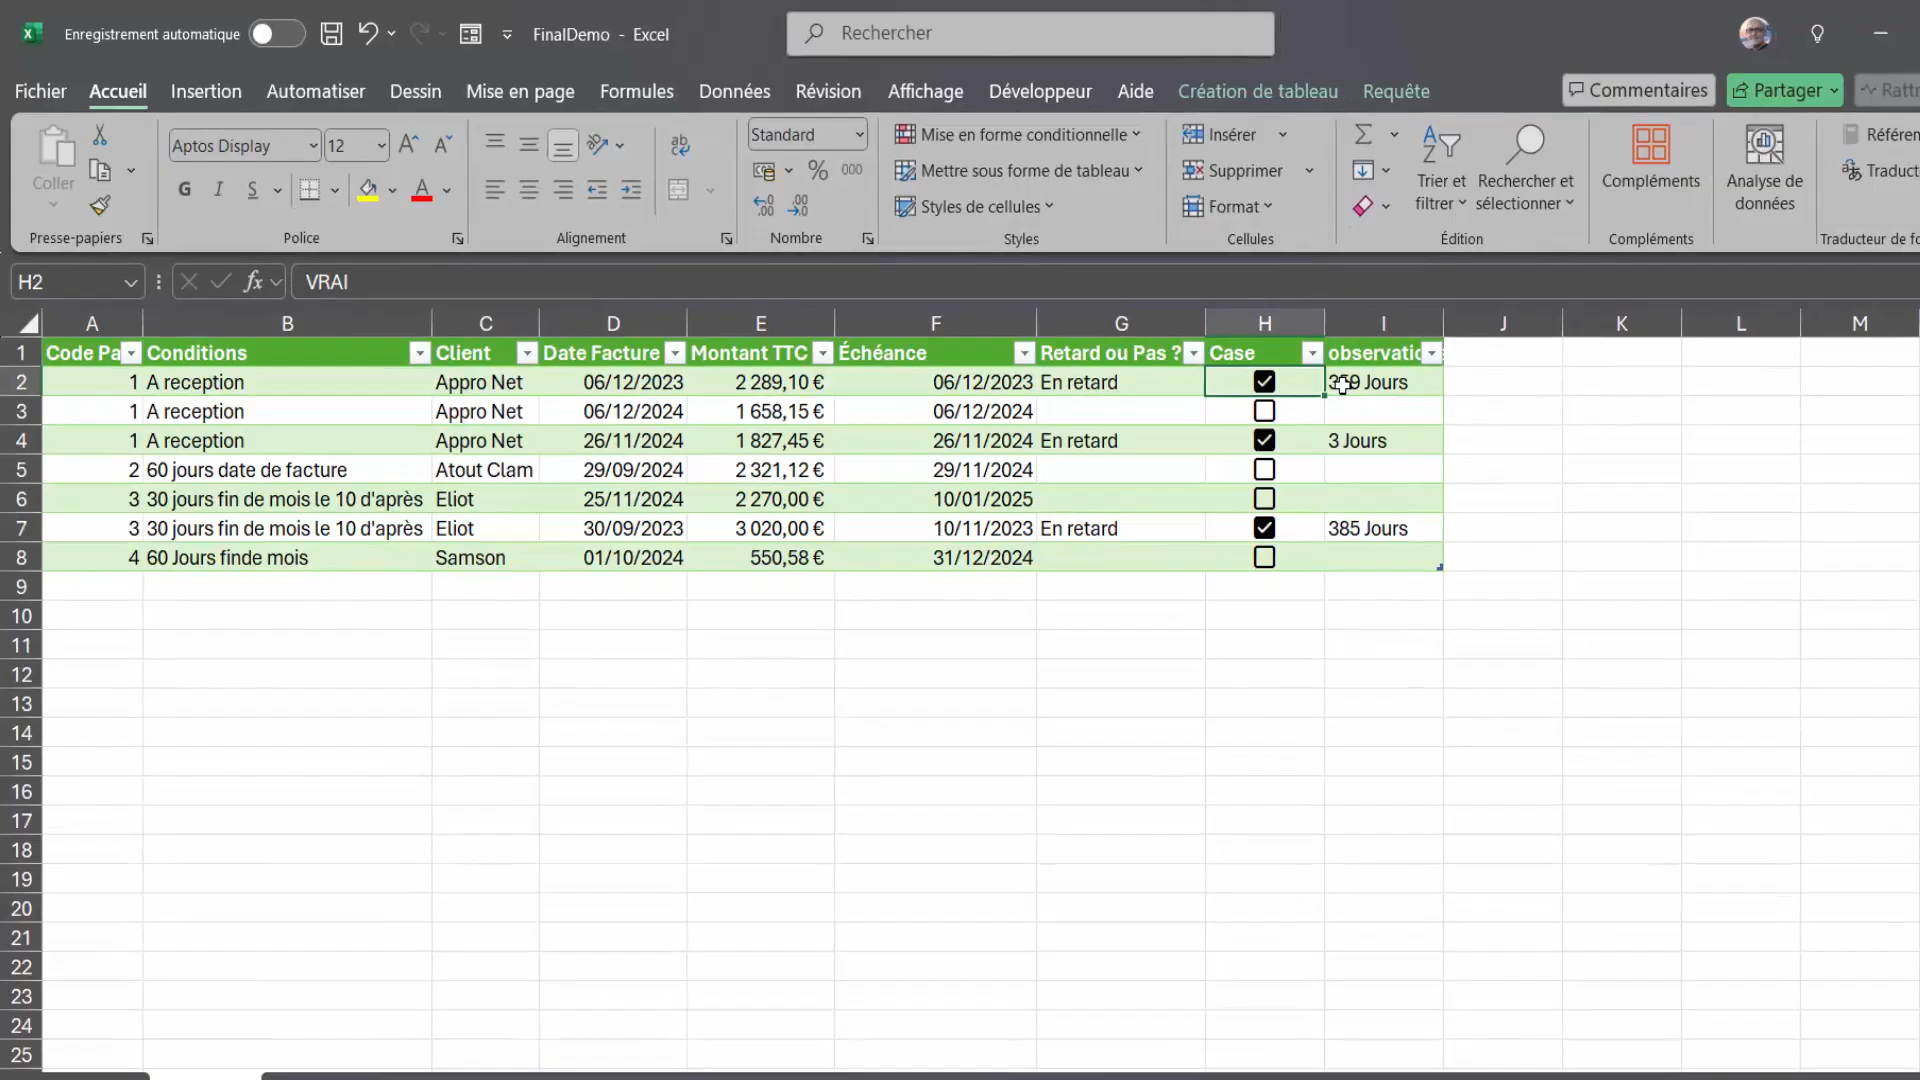 Enregistrement automatique FinalDemo - Excel Rechercher
Fichier Accueil Insertion Automatiser Dessin Mise en page Formules Données Révision Affichage Développeur Aide Création de tableau Requête Commentaires Partager
Coller
Presse-papiers
Aptos Display 12
G I S A
Police
ab
Alignement
Standard
% 000
Nombre
Mise en forme conditionnelle
Mettre sous forme de tableau
Styles de cellules
Styles
Insérer
Supprimer
Format
Cellules
Trier et filtrer
Rechercher et sélectionner
Édition
Compléments
Compléments
Analyse de données
H2 fx VRAI
A B C D E F G H I J K L M
1 Code Pa Conditions Client Date Facture Montant TTC Échéance Retard ou Pas ? Case
2 1 A reception Appro Net 06/12/2023 2 289,10 € 06/12/2023 En retard Jours
3 1 A reception Appro Net 06/12/2024 1 658,15 € 06/12/2024
4 1 A reception Appro Net 26/11/2024 1 827,45 € 26/11/2024 En retard 3 Jours
5 2 60 jours date de facture Atout Clam 29/09/2024 2 321,12 € 29/11/2024
6 3 30 jours fin de mois le 10 d'après Eliot 25/11/2024 2 270,00 € 10/01/2025
7 3 30 jours fin de mois le 10 d'après Eliot 30/09/2023 3 020,00 € 10/11/2023 En retard 385 Jours
8 4 60 Jours finde mois Samson 01/10/2024 550,58 € 31/12/2024
9
10
11
12
13
14
15
16
17
18
19
20
21
22
23
24
25